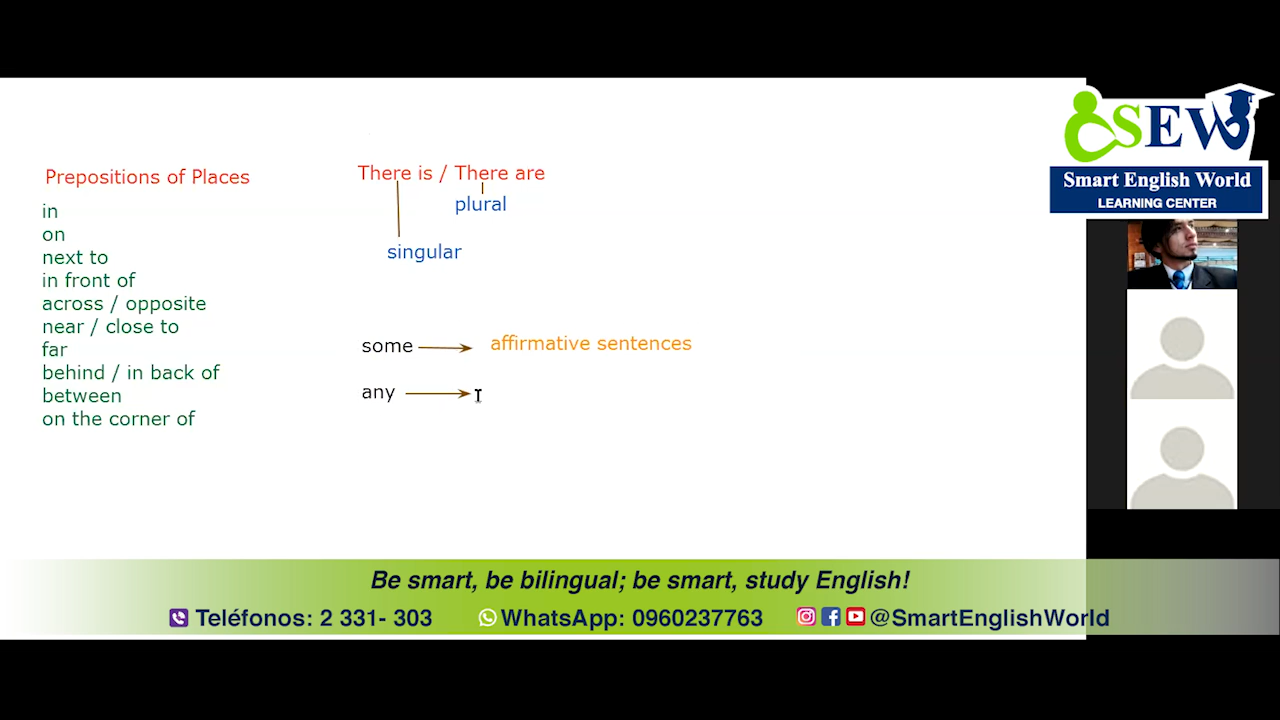 Prepositions of Places
in
on
next to
in front of
across / opposite
near / close to
far
behind / in back of
between
on the corner of
There is / There are
plural
singular
some
affirmative sentences
any
SEW
Smart English World
LEARNING CENTER
Be smart, be bilingual; be smart, study English!
Teléfonos: 2 331- 303 WhatsApp: 0960237763 @SmartEnglishWorld